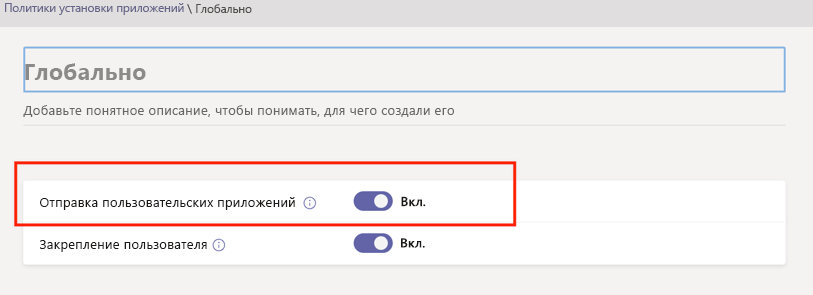 Политики установки приложений \ Глобально
Глобально
Добавьте понятное описание, чтобы понимать, для чего создали его
Отправка пользовательских приложений Вкл.
Закрепление пользователя Вкл.